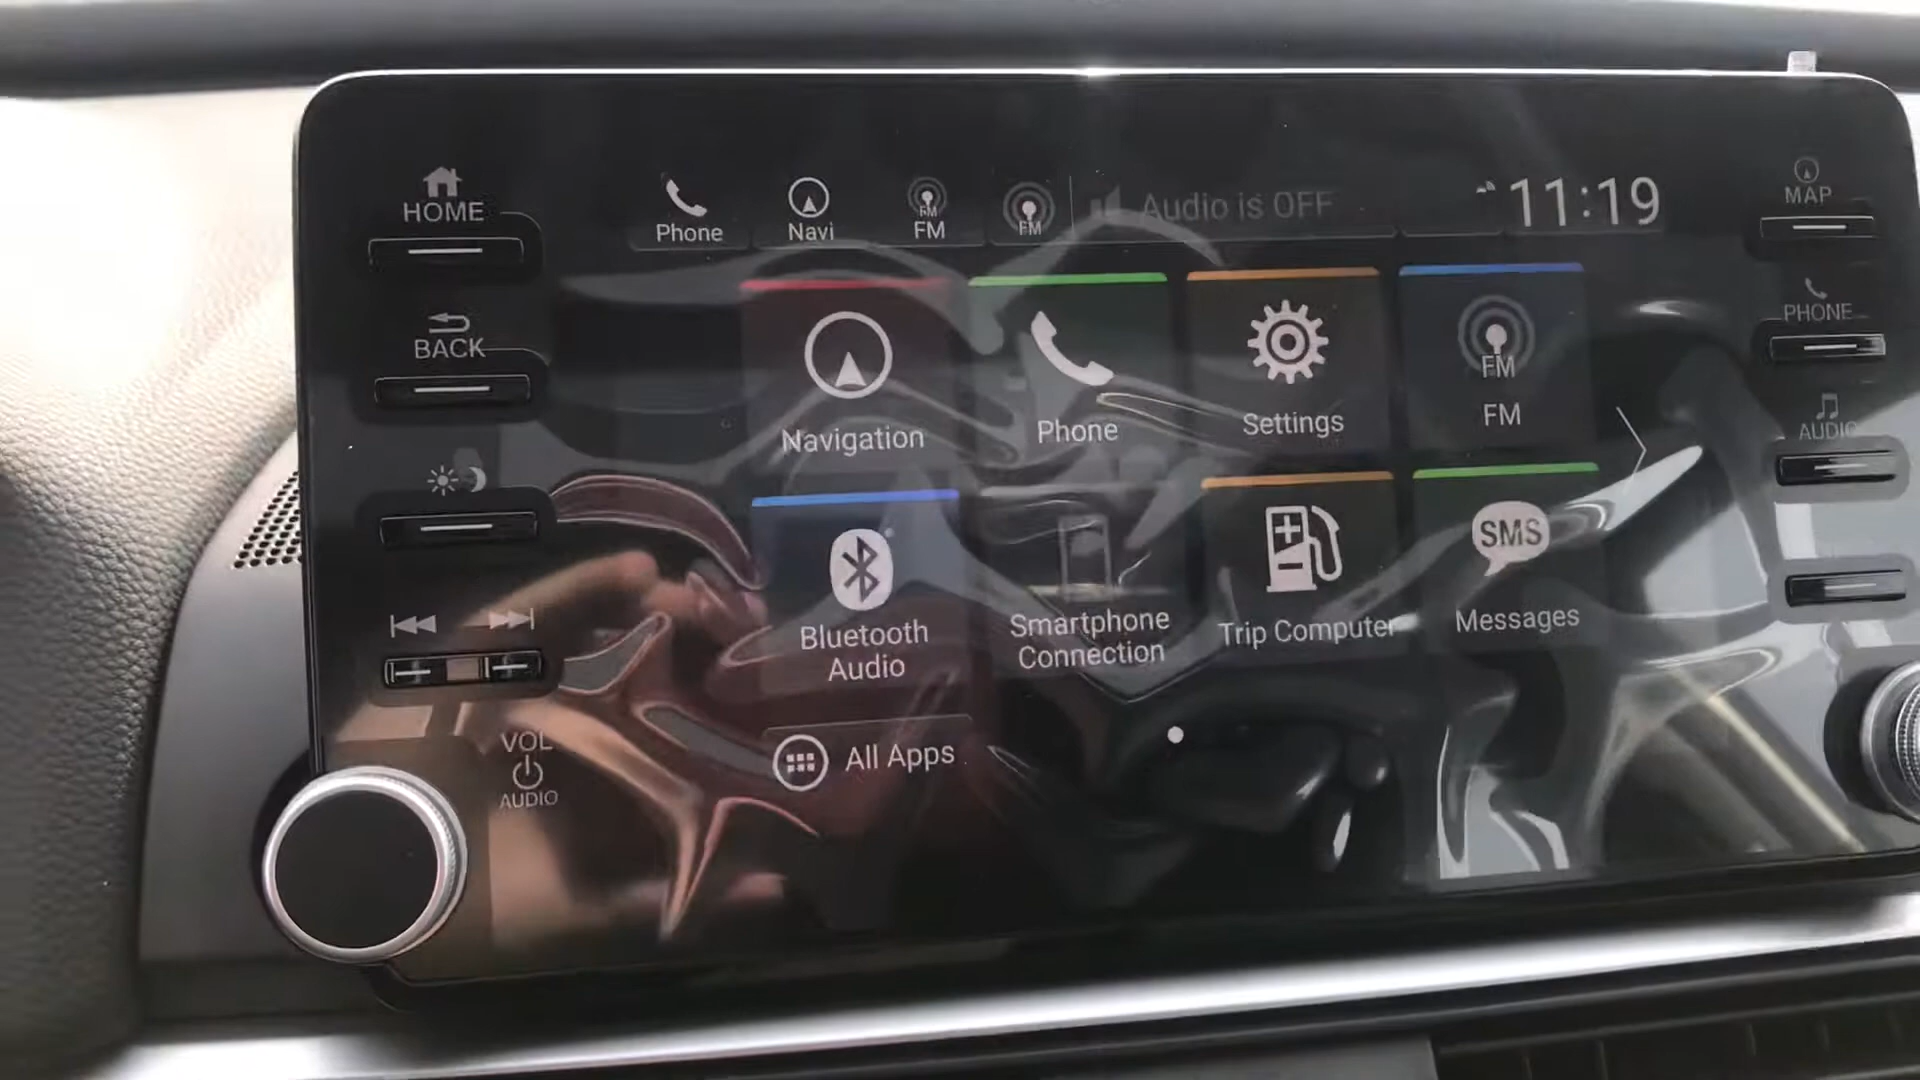 HOME
Phone
Navi
FM
FM
FM
Audio is OFF
11:19
MAP
BACK
PHONE
AUDIO
Navigation
Phone
Settings
FM
FM
Bluetooth
Audio
Smartphone
Connection
Trip Computer
SMS
Messages
VOL
AUDIO
All Apps